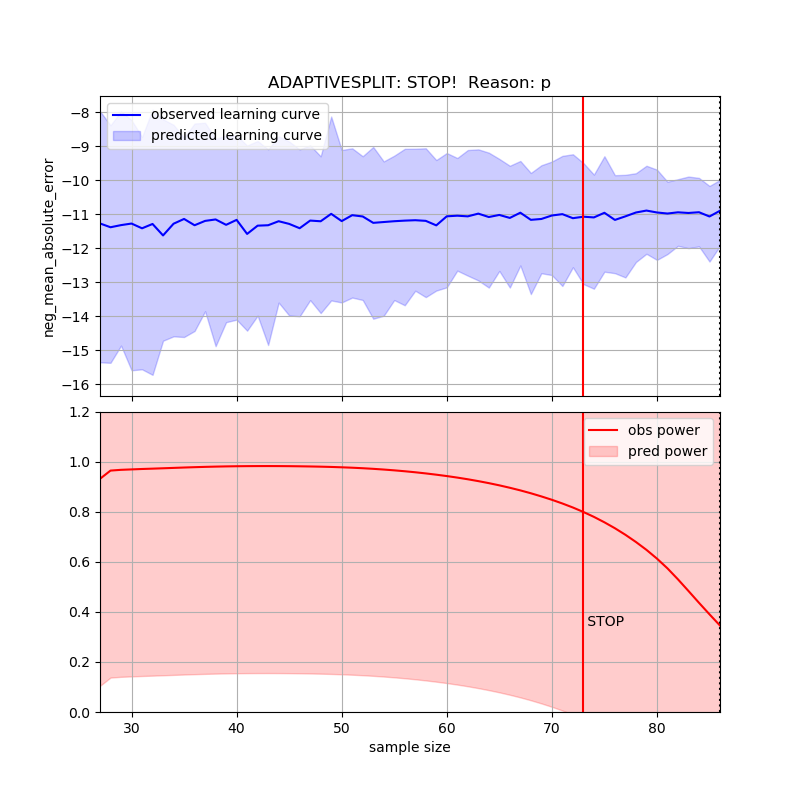 ADAPTIVESPLIT: STOP!  Reason: p
observed learning curve
predicted learning curve
neg_mean_absolute_error
−8
−9
−10
−11
−12
−13
−14
−15
−16
obs power
pred power
1.2
1.0
0.8
0.6
0.4
0.2
0.0
STOP
30 40 50 60 70 80
sample size